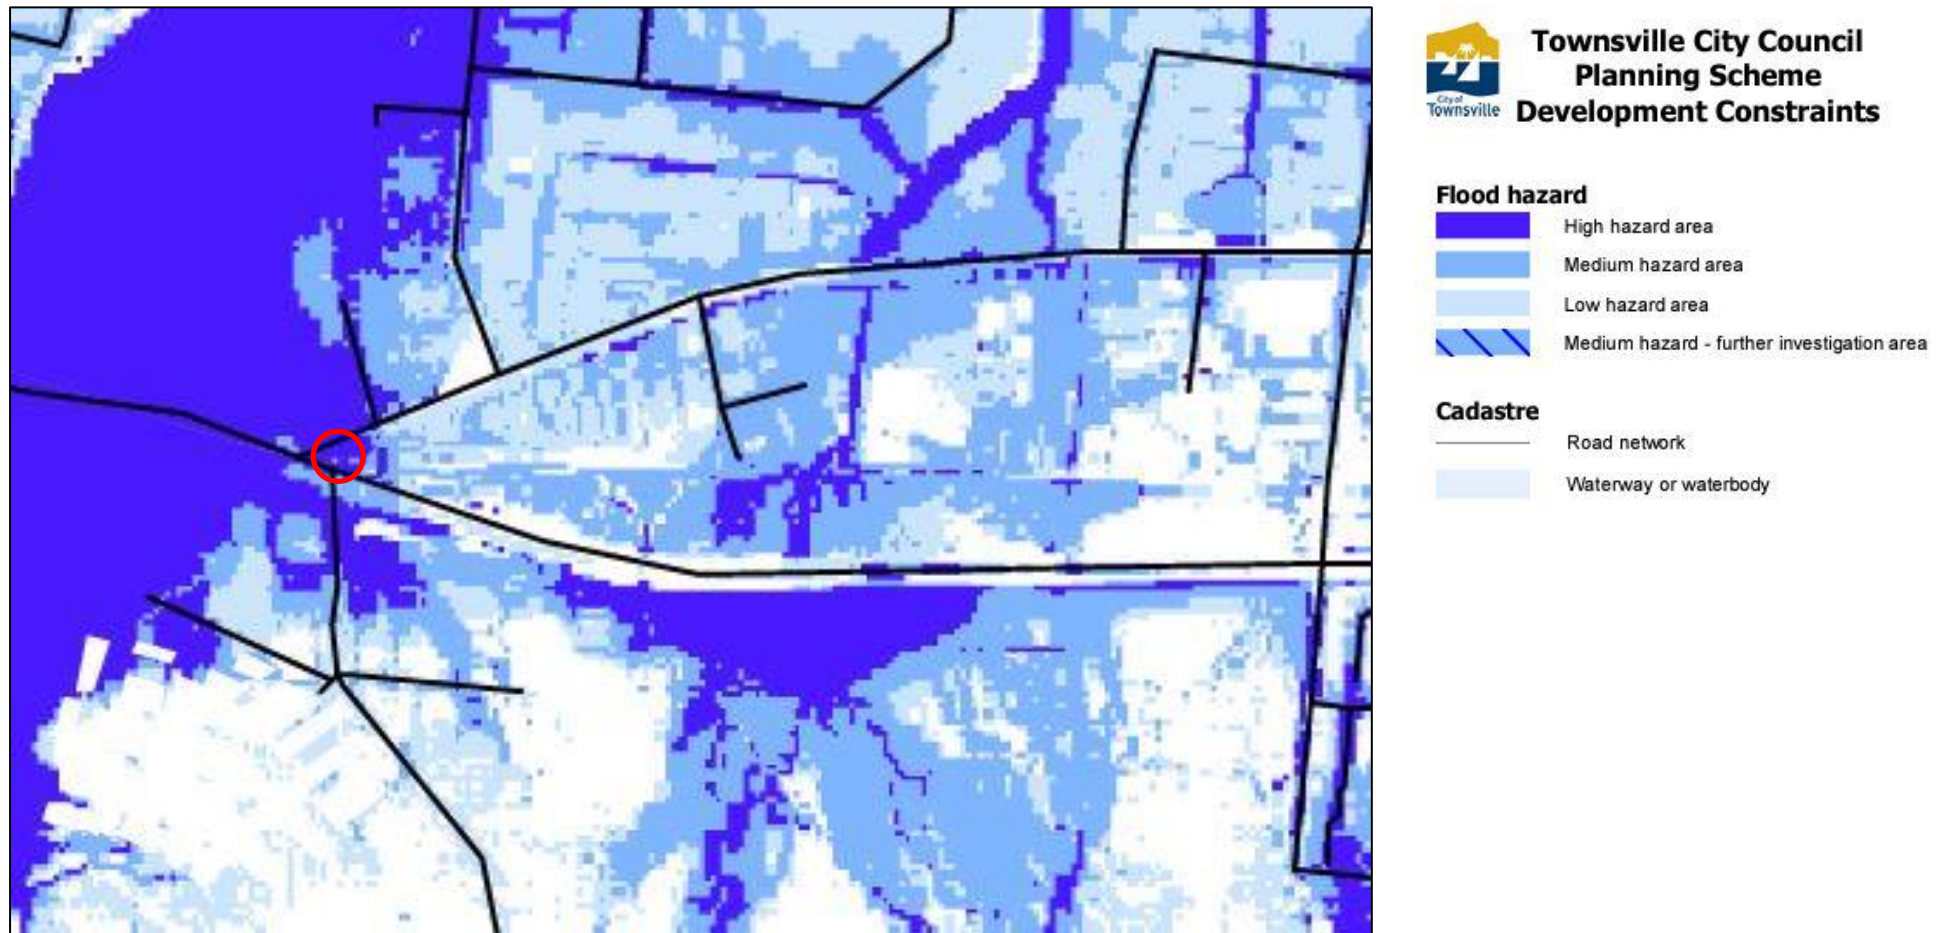 City of
Townsville
Townsville City Council
Planning Scheme
Development Constraints
Flood hazard
High hazard area
Medium hazard area
Low hazard area
Medium hazard - further investigation area
Cadastre
Road network
Waterway or waterbody